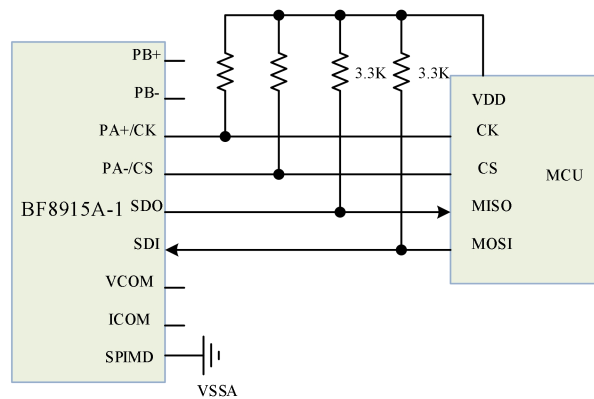 PB+
PB-
PA+/CK
PA-/CS
BF8915A-1
SDO
SDI
VCOM
ICOM
SPIMD
VSSA
3.3K
3.3K
VDD
CK
CS
MISO
MOSI
MCU